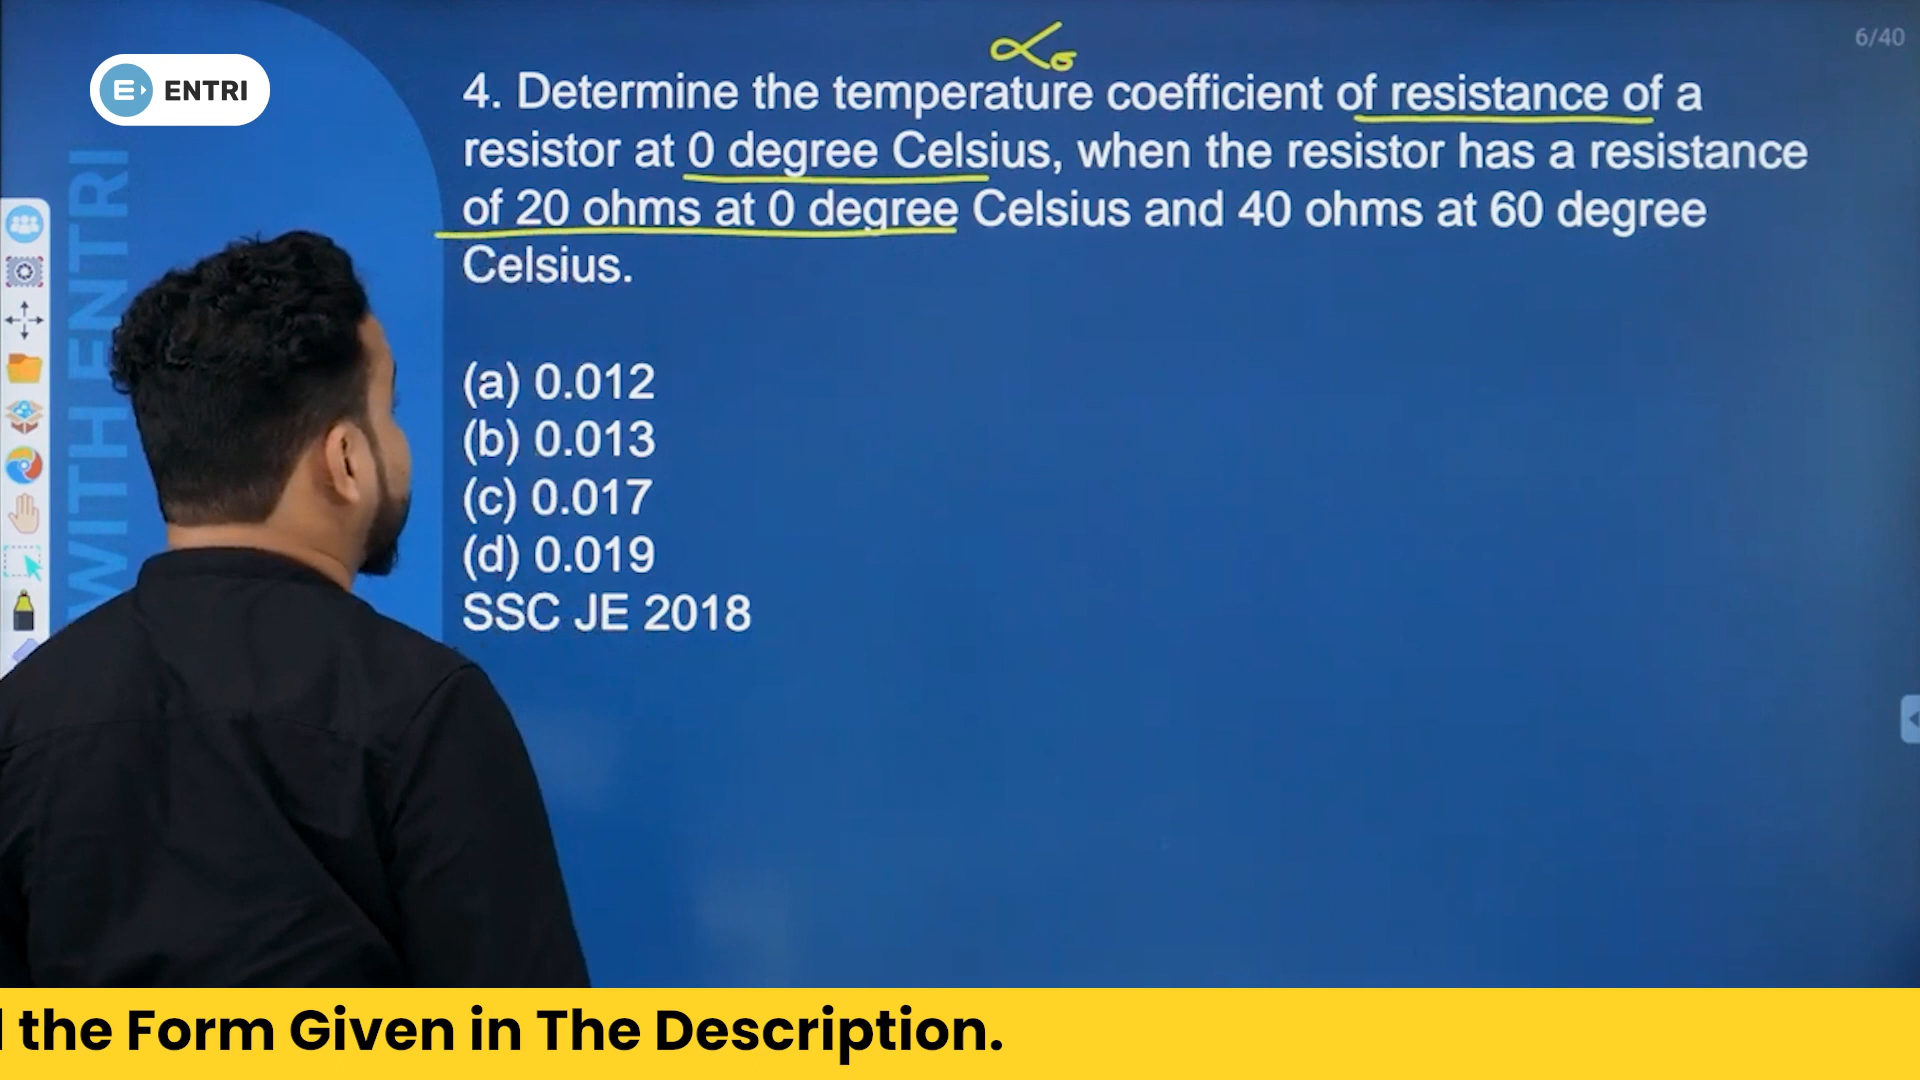 6/40
ENTRI
α₀
4. Determine the temperature coefficient of resistance of a
resistor at 0 degree Celsius, when the resistor has a resistance
of 20 ohms at 0 degree Celsius and 40 ohms at 60 degree
Celsius.
(a) 0.012
(b) 0.013
(c) 0.017
(d) 0.019
SSC JE 2018
WITH ENTRI
the Form Given in The Description.